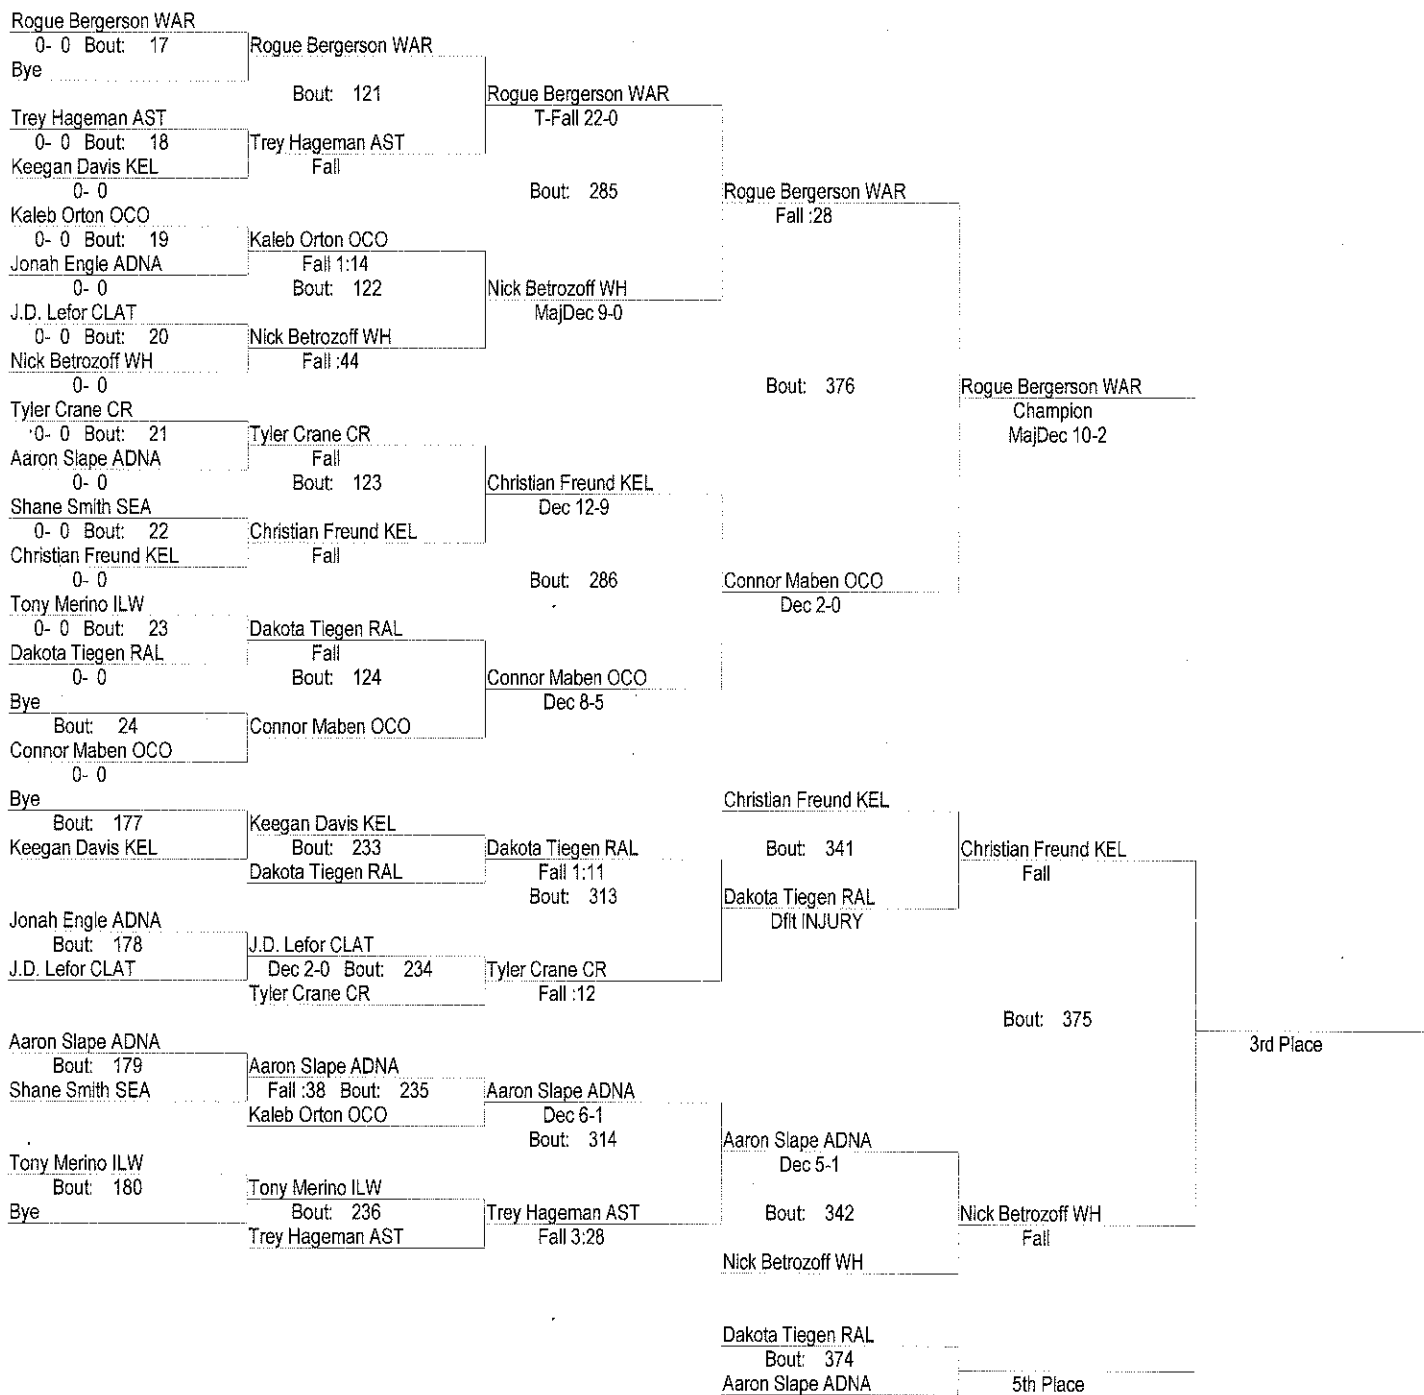 Rogue Bergerson WAR
0- 0 Bout: 17
Rogue Bergerson WAR
Bye
Bout: 121
Rogue Bergerson WAR
Trey Hageman AST
T-Fall 22-0
0- 0 Bout: 18
Trey Hageman AST
Keegan Davis KEL
Fall
0- 0
Bout: 285
Rogue Bergerson WAR
Kaleb Orton OCO
Fall :28
0- 0 Bout: 19
Kaleb Orton OCO
Jonah Engle ADNA
Fall 1:14
0- 0
Bout: 122
Nick Betrozoff WH
J.D. Lefor CLAT
MajDec 9-0
0- 0 Bout: 20
Nick Betrozoff WH
Nick Betrozoff WH
Fall :44
0- 0
Bout: 376
Rogue Bergerson WAR
Tyler Crane CR
Champion
0- 0 Bout: 21
Tyler Crane CR
MajDec 10-2
Aaron Slape ADNA
Fall
0- 0
Bout: 123
Christian Freund KEL
Shane Smith SEA
Dec 12-9
0- 0 Bout: 22
Christian Freund KEL
Christian Freund KEL
Fall
0- 0
Bout: 286
Connor Maben OCO
Tony Merino ILW
Dec 2-0
0- 0 Bout: 23
Dakota Tiegen RAL
Dakota Tiegen RAL
Fall
0- 0
Bout: 124
Connor Maben OCO
Bye
Dec 8-5
Bout: 24
Connor Maben OCO
Connor Maben OCO
0- 0
Bye
Christian Freund KEL
Bout: 177
Keegan Davis KEL
Keegan Davis KEL
Bout: 233
Dakota Tiegen RAL
Bout: 341
Christian Freund KEL
Dakota Tiegen RAL
Fall 1:11
Fall
Bout: 313
Dakota Tiegen RAL
Jonah Engle ADNA
Dflt INJURY
Bout: 178
J.D. Lefor CLAT
J.D. Lefor CLAT
Dec 2-0 Bout: 234
Tyler Crane CR
Tyler Crane CR
Fall :12
Bout: 375
Aaron Slape ADNA
3rd Place
Bout: 179
Aaron Slape ADNA
Shane Smith SEA
Fall :38 Bout: 235
Aaron Slape ADNA
Kaleb Orton OCO
Dec 6-1
Bout: 314
Aaron Slape ADNA
Tony Merino ILW
Dec 5-1
Bout: 180
Tony Merino ILW
Bye
Bout: 236
Trey Hageman AST
Bout: 342
Nick Betrozoff WH
Trey Hageman AST
Fall 3:28
Fall
Nick Betrozoff WH
Dakota Tiegen RAL
Bout: 374
Aaron Slape ADNA
5th Place